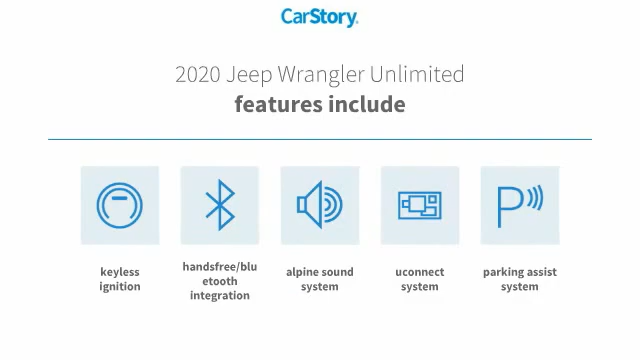 CarStory.
2020 Jeep Wrangler Unlimited
features include
keyless
ignition
handsfree/blu
etooth
integration
alpine sound
system
uconnect
system
P
parking assist
system